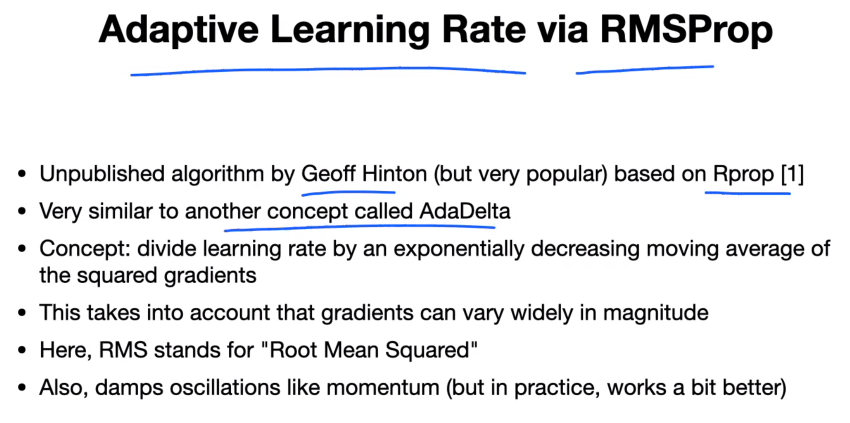 Adaptive Learning Rate via RMSProp
• Unpublished algorithm by Geoff Hinton (but very popular) based on Rprop [1]
• Very similar to another concept called AdaDelta
• Concept: divide learning rate by an exponentially decreasing moving average of
the squared gradients
• This takes into account that gradients can vary widely in magnitude
• Here, RMS stands for "Root Mean Squared"
• Also, damps oscillations like momentum (but in practice, works a bit better)